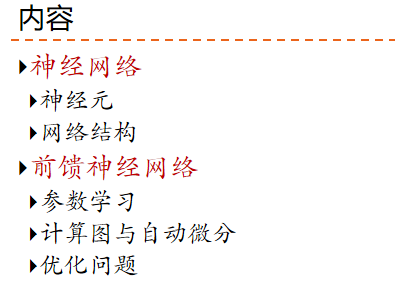 内容
神经网络
神经元
网络结构
前馈神经网络
参数学习
计算图与自动微分
优化问题